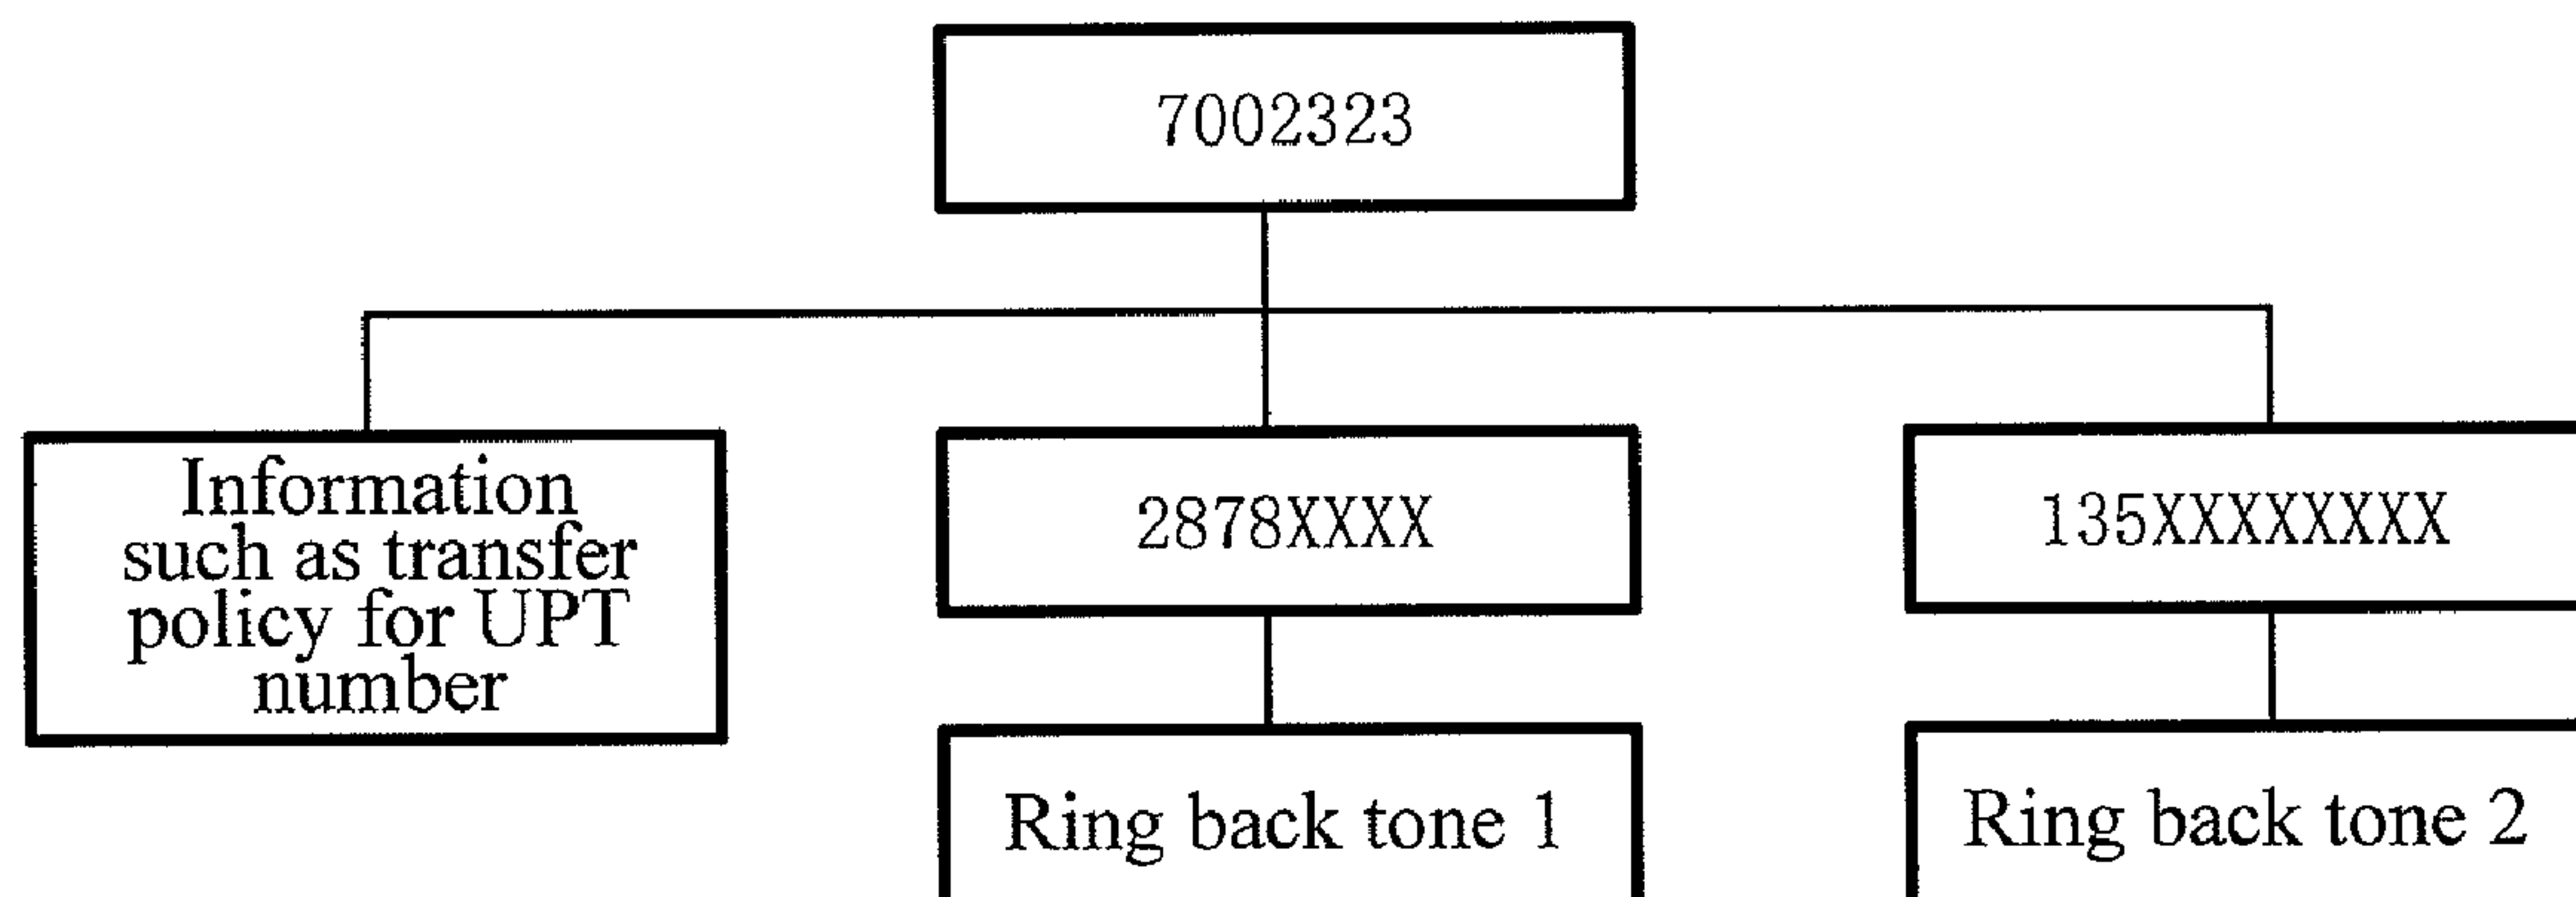 7002323
Information
such as transfer
policy for UPT
number
2878XXXX
135XXXXXXXX
Ring back tone 1
Ring back tone 2